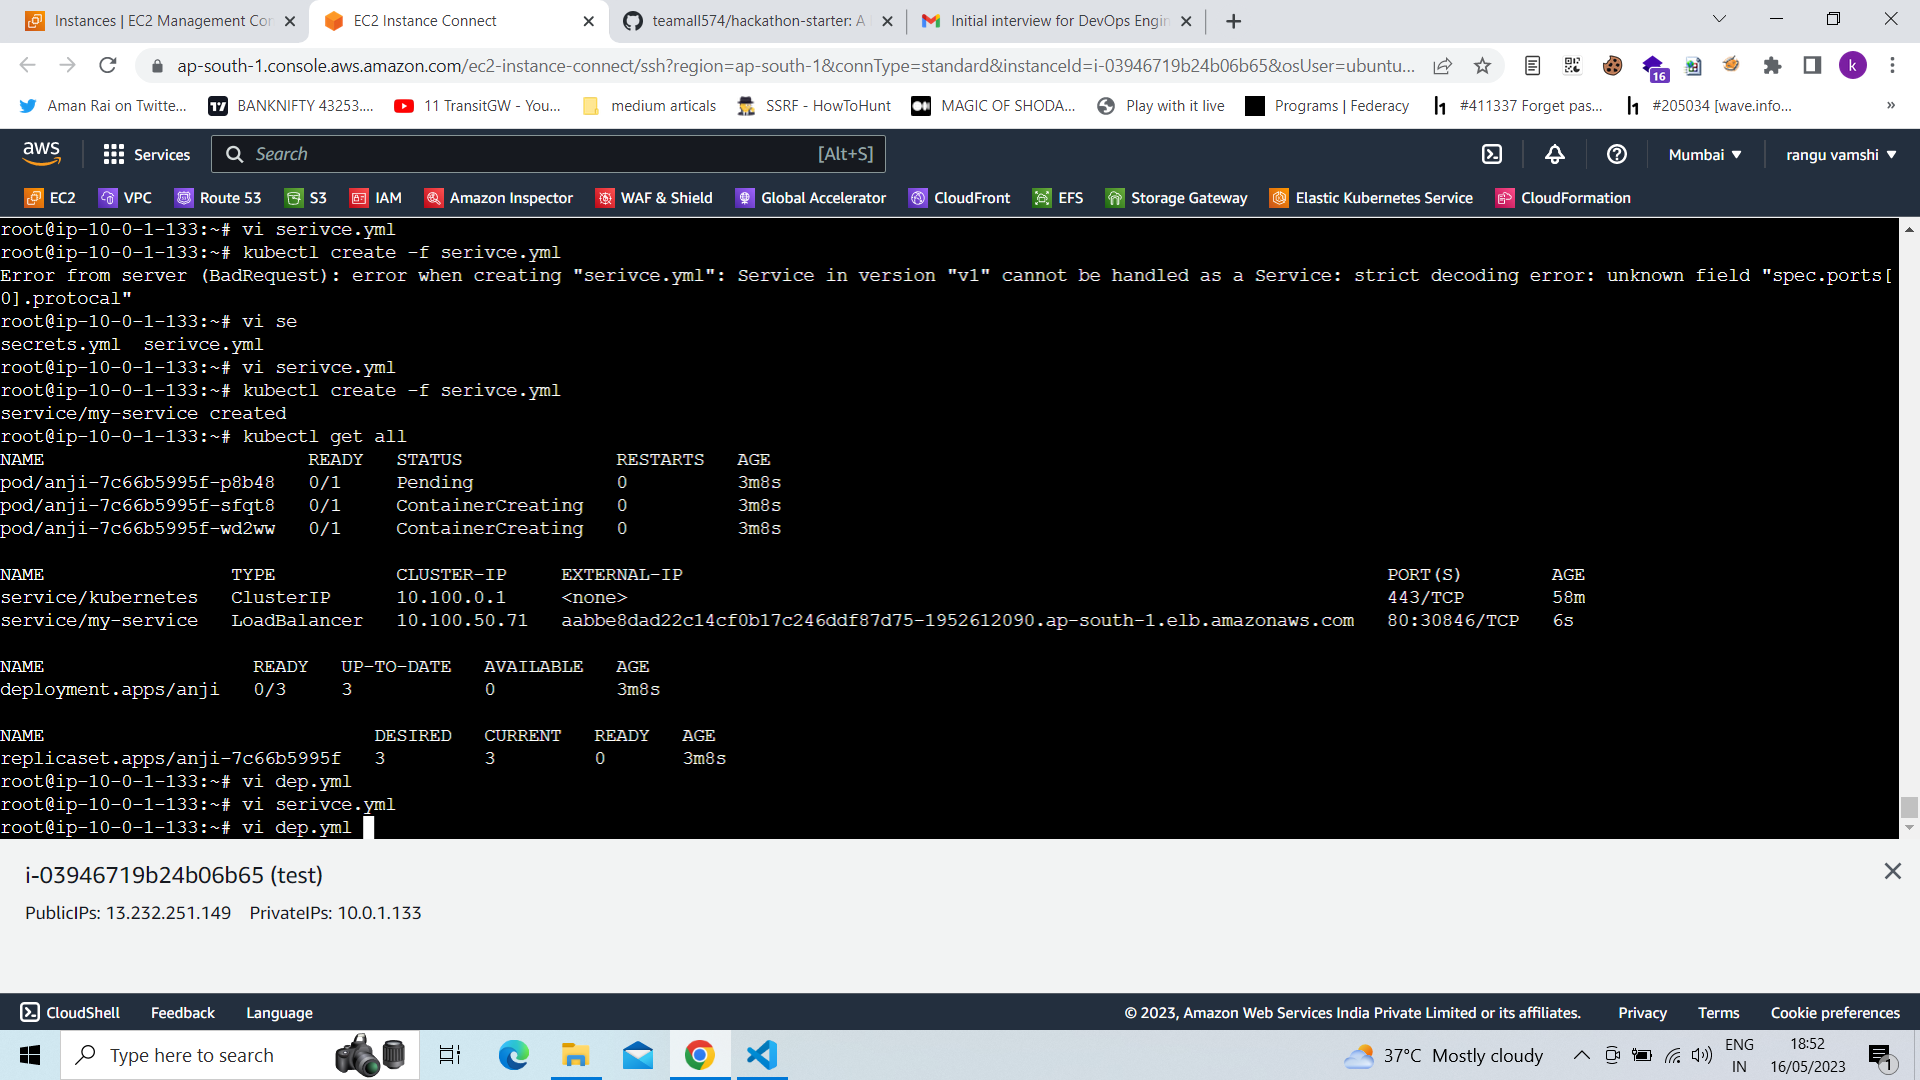 Instances | EC2 Management Con
EC2 Instance Connect
teamall574/hackathon-starter: A
Initial interview for DevOps Engin
ap-south-1.console.aws.amazon.com/ec2-instance-connect/ssh?region=ap-south-1&connType=standard&instanceId=i-03946719b24b06b65&osUser=ubuntu...
16
k
Aman Rai on Twitte...
BANKNIFTY 43253....
11 TransitGW - You...
medium articals
SSRF - HowToHunt
MAGIC OF SHODA...
Play with it live
Programs | Federacy
#411337 Forget pas...
#205034 [wave.info...
»
aws
Services
Search
[Alt+S]
Mumbai
rangu vamshi
EC2
VPC
Route 53
S3
IAM
Amazon Inspector
WAF & Shield
Global Accelerator
CloudFront
EFS
Storage Gateway
Elastic Kubernetes Service
CloudFormation
root@ip-10-0-1-133:~# vi serivce.yml
root@ip-10-0-1-133:~# kubectl create -f serivce.yml
Error from server (BadRequest): error when creating "serivce.yml": Service in version "v1" cannot be handled as a Service: strict decoding error: unknown field "spec.ports[
0].protocal"
root@ip-10-0-1-133:~# vi se
secrets.yml  serivce.yml
root@ip-10-0-1-133:~# vi serivce.yml
root@ip-10-0-1-133:~# kubectl create -f serivce.yml
service/my-service created
root@ip-10-0-1-133:~# kubectl get all
NAME READY STATUS RESTARTS AGE
pod/anji-7c66b5995f-p8b48 0/1 Pending 0 3m8s
pod/anji-7c66b5995f-sfqt8 0/1 ContainerCreating 0 3m8s
pod/anji-7c66b5995f-wd2ww 0/1 ContainerCreating 0 3m8s
NAME TYPE CLUSTER-IP EXTERNAL-IP PORT(S) AGE
service/kubernetes ClusterIP 10.100.0.1 <none> 443/TCP 58m
service/my-service LoadBalancer 10.100.50.71 aabbe8dad22c14cf0b17c246ddf87d75-1952612090.ap-south-1.elb.amazonaws.com 80:30846/TCP 6s
NAME READY UP-TO-DATE AVAILABLE AGE
deployment.apps/anji 0/3 3 0 3m8s
NAME DESIRED CURRENT READY AGE
replicaset.apps/anji-7c66b5995f 3 3 0 3m8s
root@ip-10-0-1-133:~# vi dep.yml
root@ip-10-0-1-133:~# vi serivce.yml
root@ip-10-0-1-133:~# vi dep.yml
i-03946719b24b06b65 (test)
PublicIPs: 13.232.251.149 PrivateIPs: 10.0.1.133
CloudShell
Feedback
Language
© 2023, Amazon Web Services India Private Limited or its affiliates.
Privacy
Terms
Cookie preferences
Type here to search
37°C Mostly cloudy
ENG
IN
18:52
16/05/2023
1